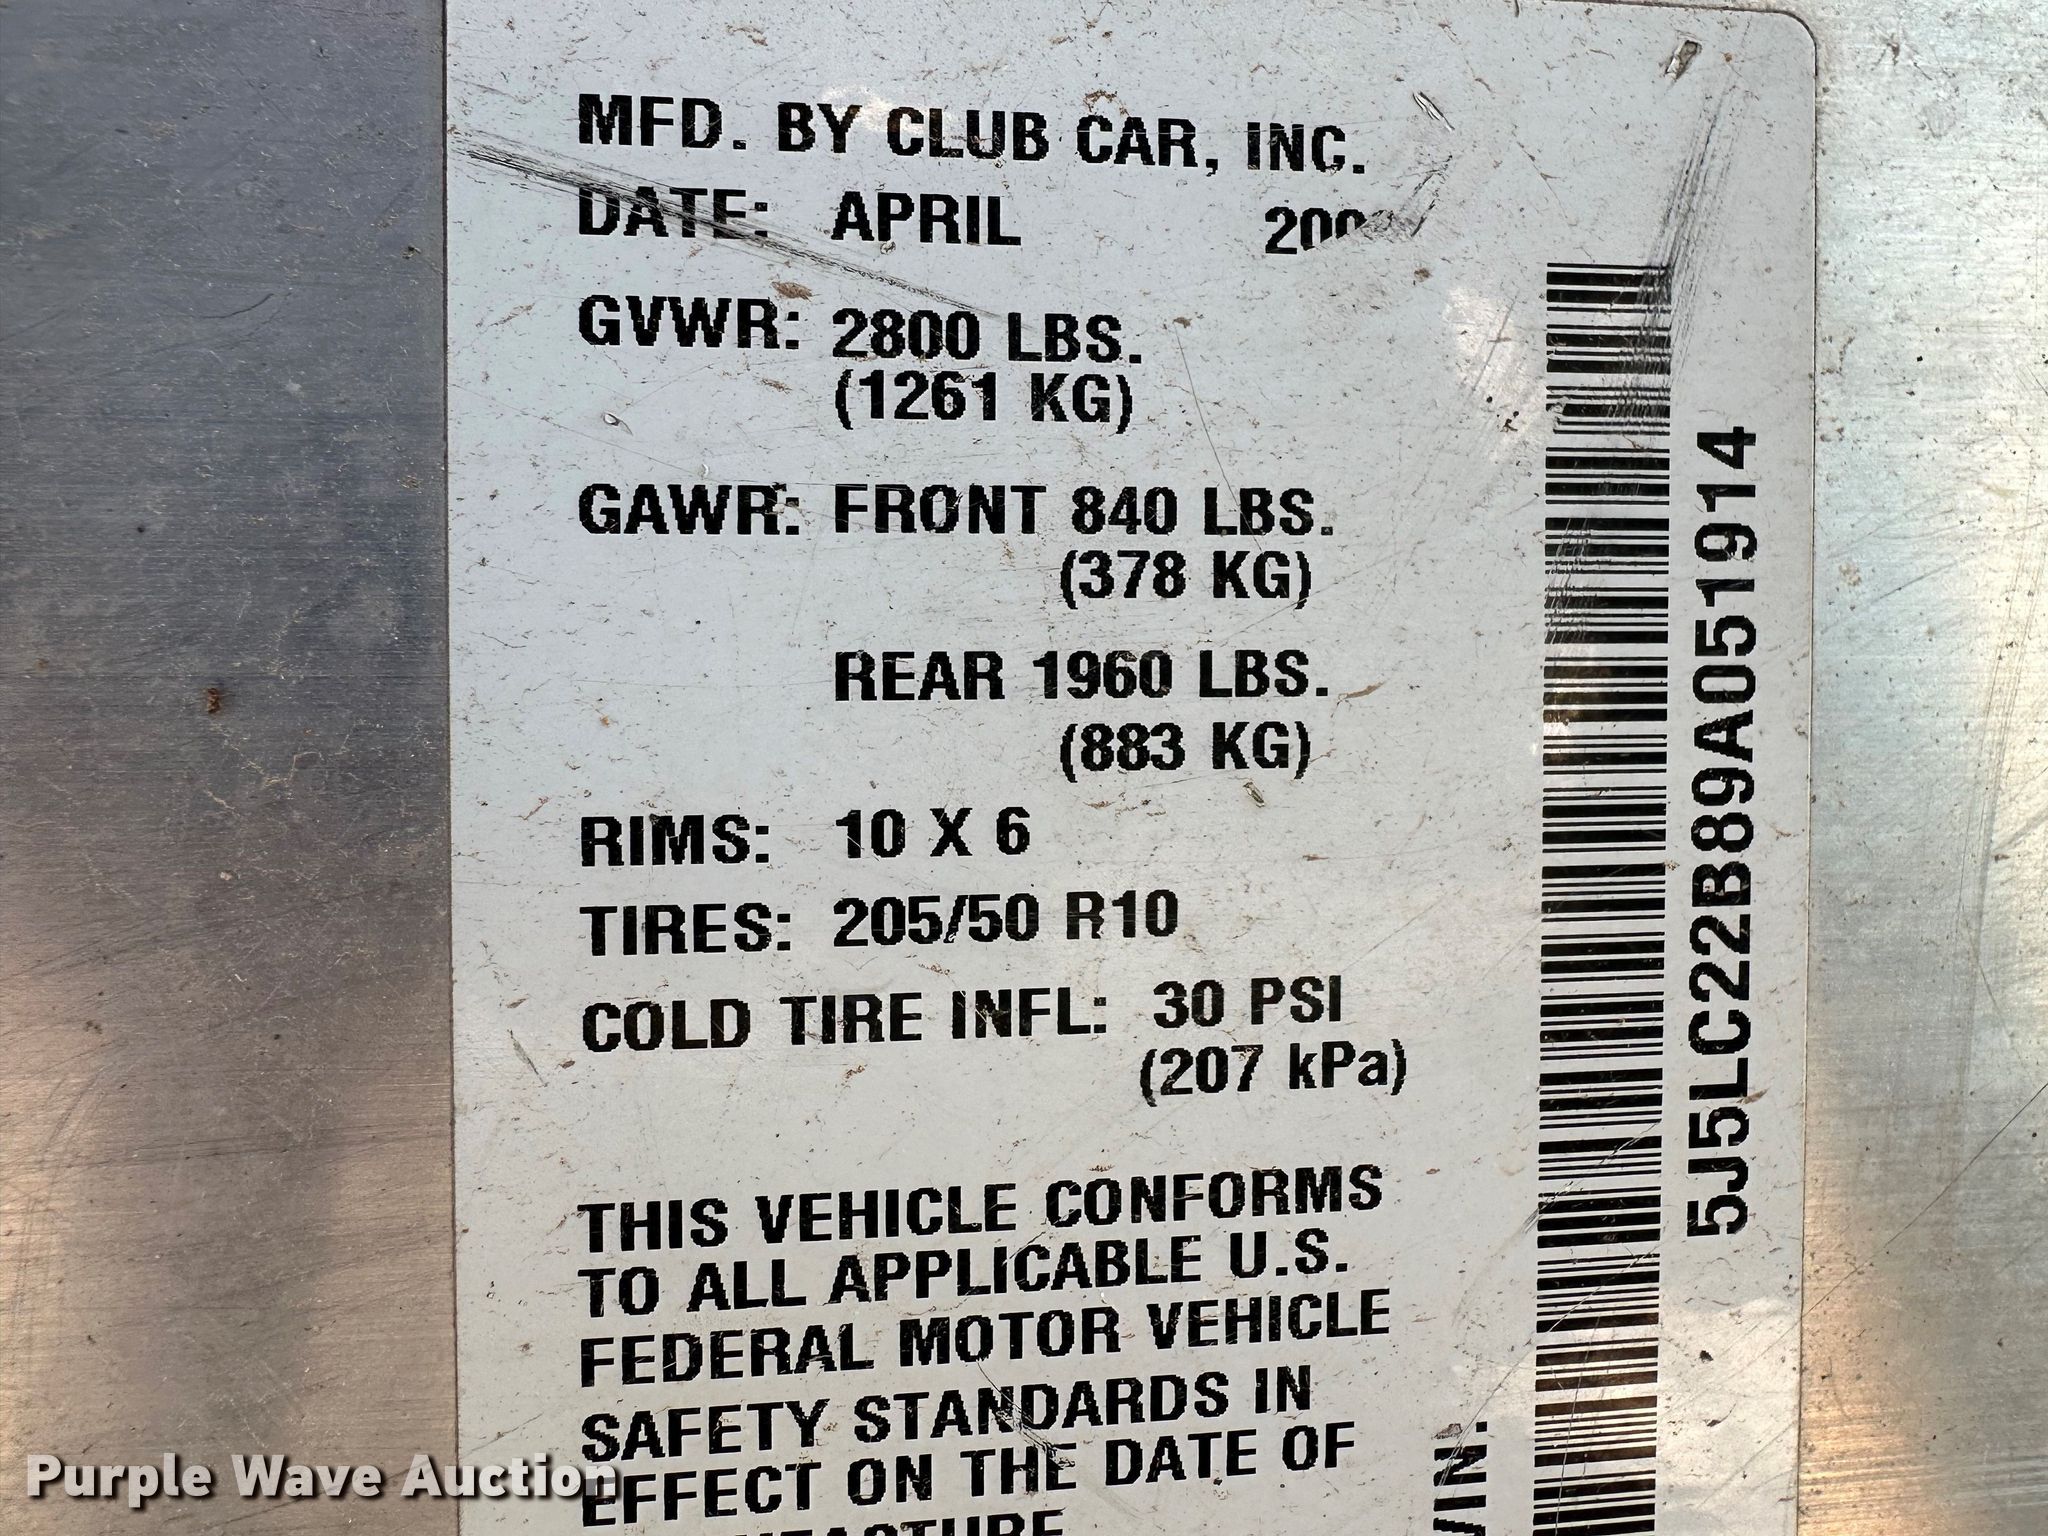 MFD. BY CLUB CAR, INC.
DATE: APRIL
GVWR: 2800 LBS.
(1261 KG)
GAWR: FRONT 840 LBS.
(378 KG)
REAR 1960 LBS.
(883 KG)
RIMS: 10 X 6
TIRES: 205/50 R10
COLD TIRE INFL: 30 PSI
(207 kPa)
THIS VEHICLE CONFORMS
TO ALL APPLICABLE U.S.
FEDERAL MOTOR VEHICLE
SAFETY STANDARDS IN
EFFECT ON THE DATE OF
VIN:
5J5LC22B89A051914
Purple Wave Auction